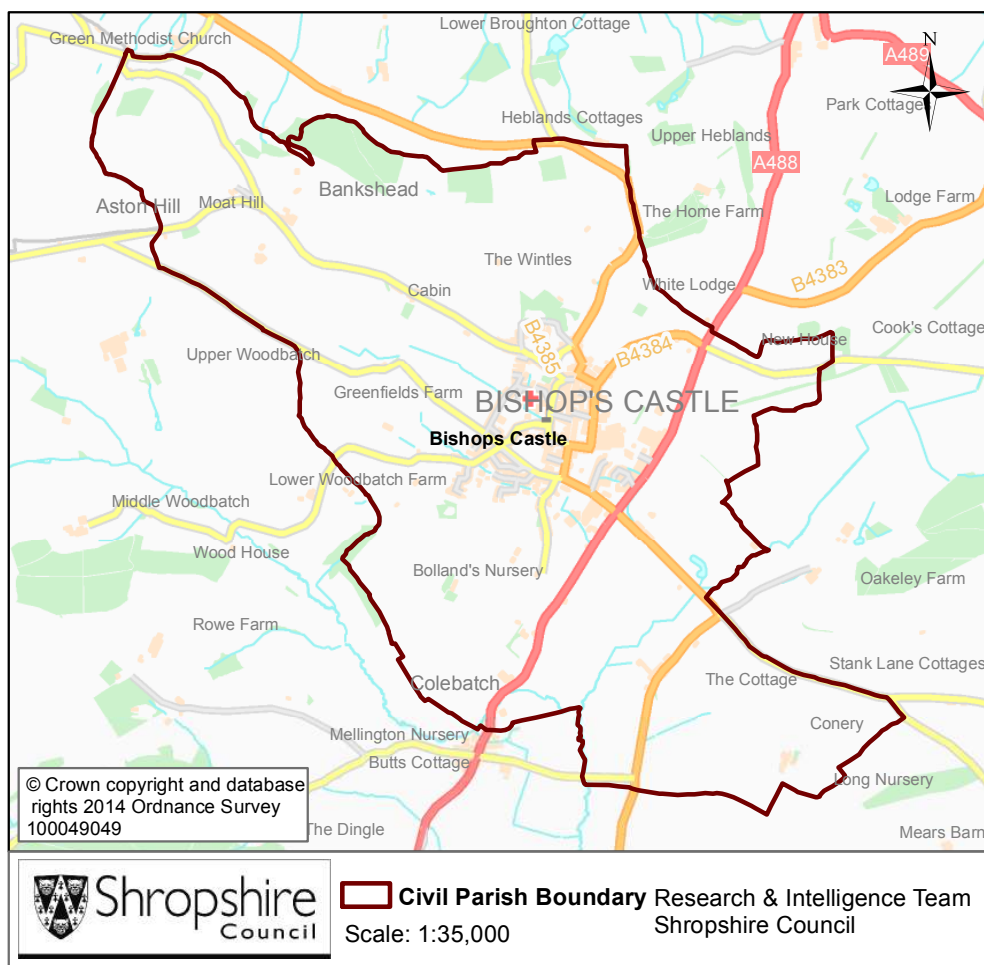 Lower Broughton Cottage
Green Methodist Church
N
A489
Park Cottage
Heblands Cottages
Upper Heblands
A488
Bankshead
Lodge Farm
Moat Hill
Aston Hill
The Home Farm
The Wintles
B4383
White Lodge
Cabin
Cook's Cottage
New House
B4385
B4384
Upper Woodbatch
Greenfields Farm
BISHOP'S CASTLE
Bishops Castle
Lower Woodbatch Farm
Middle Woodbatch
Wood House
Bolland's Nursery
Oakeley Farm
Rowe Farm
Stank Lane Cottages
The Cottage
Colebatch
Conery
Mellington Nursery
Butts Cottage
Long Nursery
© Crown copyright and database
rights 2014 Ordnance Survey
100049049
The Dingle
Mears Barn
Shropshire
Council
Civil Parish Boundary
Scale: 1:35,000
Research & Intelligence Team
Shropshire Council